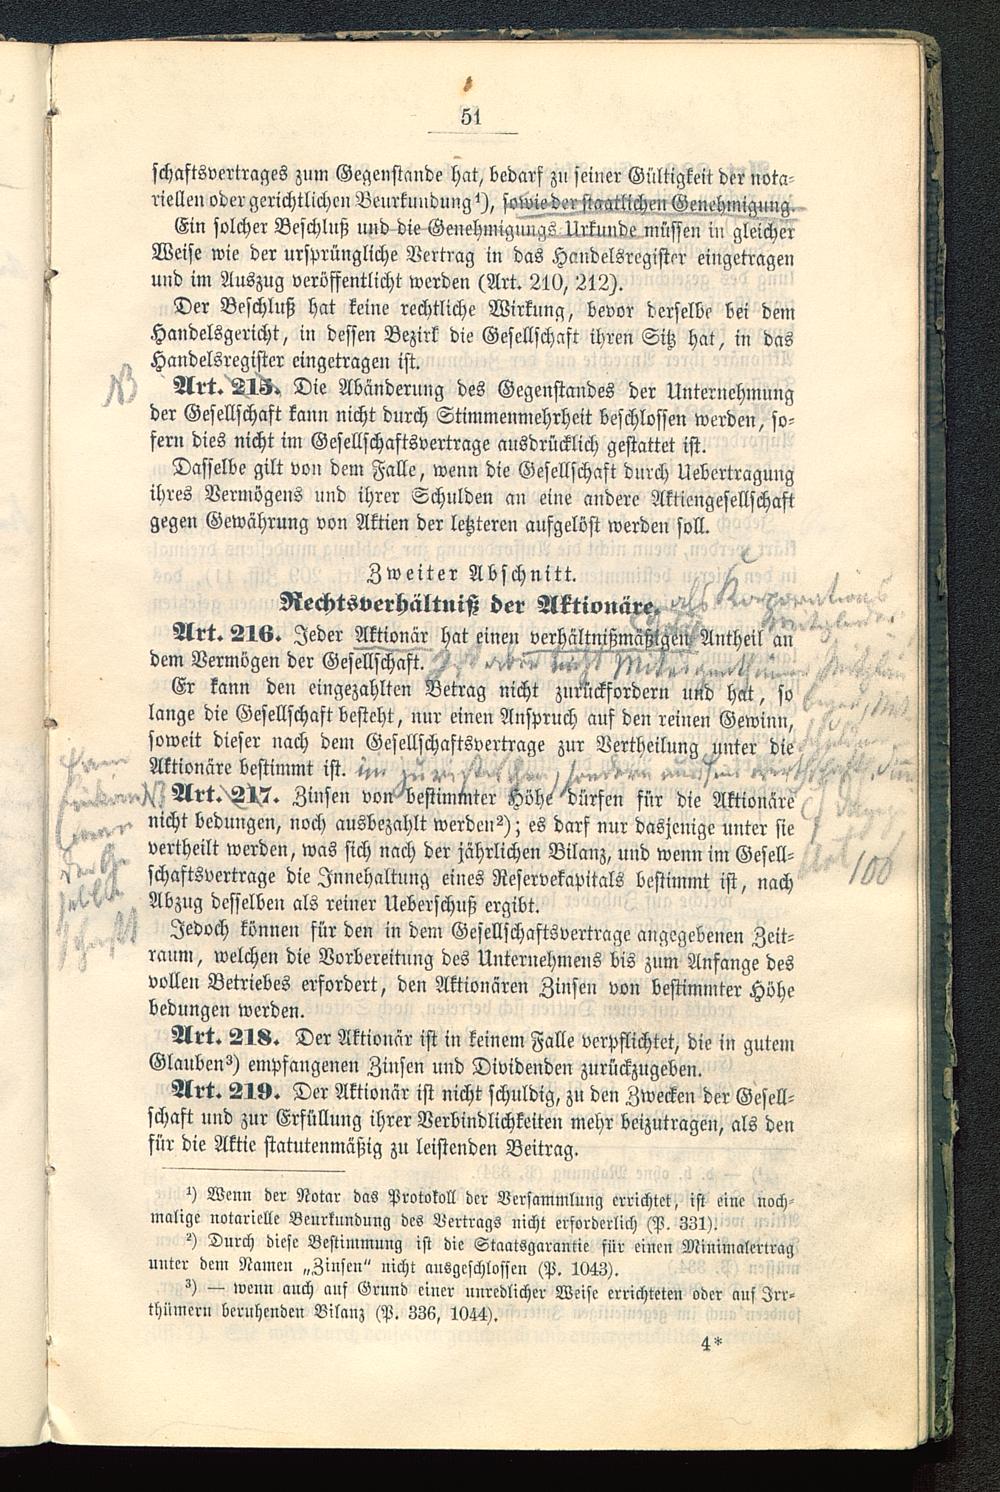 51
schaftsvertrages zum Gegenstande hat, bedarf zu seiner Gültigkeit der nota=
riellen oder gerichtlichen Beurkundung¹), sowie der staatlichen Genehmigung.
Ein solcher Beschluß und die Genehmigungs Urkunde müssen in gleicher
Weise wie der ursprüngliche Vertrag in das Handelsregister eingetragen
und im Auszug veröffentlicht werden (Art. 210, 212).
Der Beschluß hat keine rechtliche Wirkung, bevor derselbe bei dem
Handelsgericht, in dessen Bezirk die Gesellschaft ihren Sitz hat, in das
Handelsregister eingetragen ist.
NB
Art. 215. Die Abänderung des Gegenstandes der Unternehmung
der Gesellschaft kann nicht durch Stimmenmehrheit beschlossen werden, so=
fern dies nicht im Gesellschaftsvertrage ausdrücklich gestattet ist.
Dasselbe gilt von dem Falle, wenn die Gesellschaft durch Uebertragung
ihres Vermögens und ihrer Schulden an eine andere Aktiengesellschaft
gegen Gewährung von Aktien der letzteren aufgelöst werden soll.
Zweiter Abschnitt.
Rechtsverhältniß der Aktionäre. als Korporations
mitglieder
Art. 216. Jeder Aktionär hat einen verhältnißmäßigen Antheil an
dem Vermögen der Gesellschaft. Ist aber nicht Miteigenthümer
Er kann den eingezahlten Betrag nicht zurückfordern und hat, so
lange die Gesellschaft besteht, nur einen Anspruch auf den reinen Gewinn,
soweit dieser nach dem Gesellschaftsvertrage zur Vertheilung unter die
Aktionäre bestimmt ist. sondern
NB
Art. 217. Zinsen von bestimmter Höhe dürfen für die Aktionäre
nicht bedungen, noch ausbezahlt werden²); es darf nur dasjenige unter sie
vertheilt werden, was sich nach der jährlichen Bilanz, und wenn im Gesell=
schaftsvertrage die Innehaltung eines Reservekapitals bestimmt ist, nach
Abzug desselben als reiner Ueberschuß ergibt.
Art 100
der Ge
sellschaft
Jedoch können für den in dem Gesellschaftsvertrage angegebenen Zeit=
raum, welchen die Vorbereitung des Unternehmens bis zum Anfange des
vollen Betriebes erfordert, den Aktionären Zinsen von bestimmter Höhe
bedungen werden.
Art. 218. Der Aktionär ist in keinem Falle verpflichtet, die in gutem
Glauben³) empfangenen Zinsen und Dividenden zurückzugeben.
Art. 219. Der Aktionär ist nicht schuldig, zu den Zwecken der Gesell=
schaft und zur Erfüllung ihrer Verbindlichkeiten mehr beizutragen, als den
für die Aktie statutenmäßig zu leistenden Beitrag.
¹) Wenn der Notar das Protokoll der Versammlung errichtet, ist eine noch=
malige notarielle Beurkundung des Vertrags nicht erforderlich (P. 331).
²) Durch diese Bestimmung ist die Staatsgarantie für einen Minimalertrag
unter dem Namen „Zinsen“ nicht ausgeschlossen (P. 1043).
³) — wenn auch auf Grund einer unredlicher Weise errichteten oder auf Irr=
thümern beruhenden Bilanz (P. 336, 1044).
4*